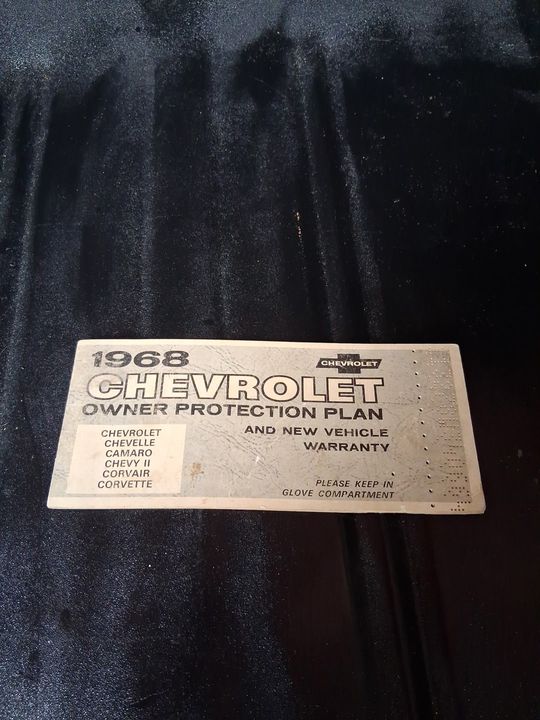 1968
CHEVROLET
CHEVROLET
OWNER PROTECTION PLAN
AND NEW VEHICLE
WARRANTY
CHEVROLET
CHEVELLE
CAMARO
CHEVY II
CORVAIR
CORVETTE
PLEASE KEEP IN
GLOVE COMPARTMENT